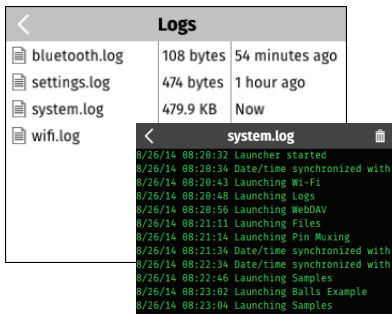 Logs
bluetooth.log 108 bytes 54 minutes ago
settings.log 474 bytes 1 hour ago
system.log 479.9 KB Now
wifi.log
system.log
8/26/14 08:20:32 Launcher started
8/26/14 08:20:34 Date/time synchronized with
8/26/14 08:20:43 Launching Wi-Fi
8/26/14 08:20:48 Launching Logs
8/26/14 08:20:56 Launching WebDAV
8/26/14 08:21:11 Launching Files
8/26/14 08:21:14 Launching Pin Muxing
8/26/14 08:21:34 Date/time synchronized with
8/26/14 08:22:34 Date/time synchronized with
8/26/14 08:22:46 Launching Samples
8/26/14 08:23:02 Launching Balls Example
8/26/14 08:23:04 Launching Samples